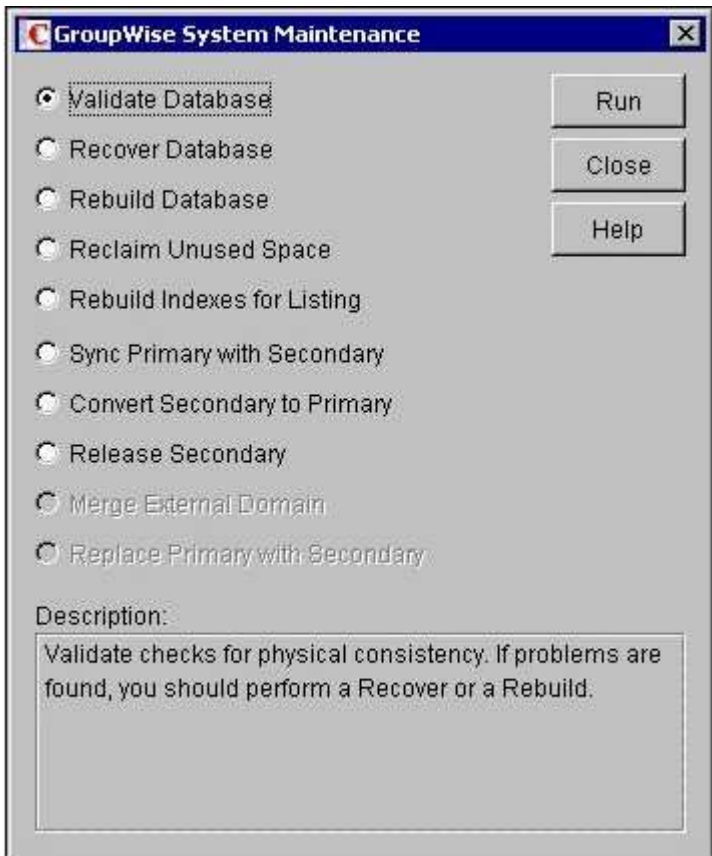 GroupWise System Maintenance
Validate Database
Run
Recover Database
Close
Rebuild Database
Help
Reclaim Unused Space
Rebuild Indexes for Listing
Sync Primary with Secondary
Convert Secondary to Primary
Release Secondary
Merge External Domain
Replace Primary with Secondary
Description:
Validate checks for physical consistency. If problems are
found, you should perform a Recover or a Rebuild.